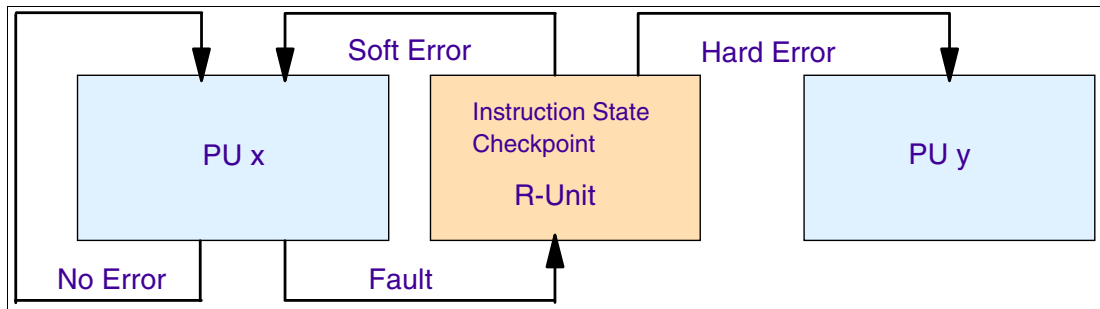 Soft Error
Hard Error
PU x
Instruction State
Checkpoint
R-Unit
PU y
No Error
Fault